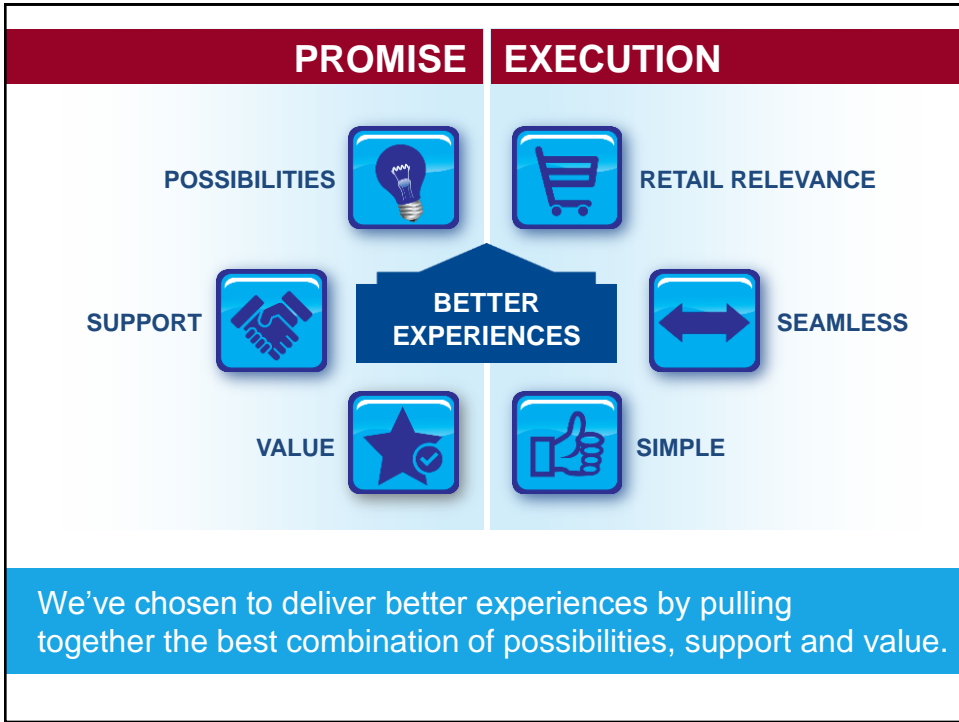 PROMISE EXECUTION
POSSIBILITIES
RETAIL RELEVANCE
SUPPORT
BETTER
EXPERIENCES
SEAMLESS
VALUE
SIMPLE
We’ve chosen to deliver better experiences by pulling
together the best combination of possibilities, support and value.